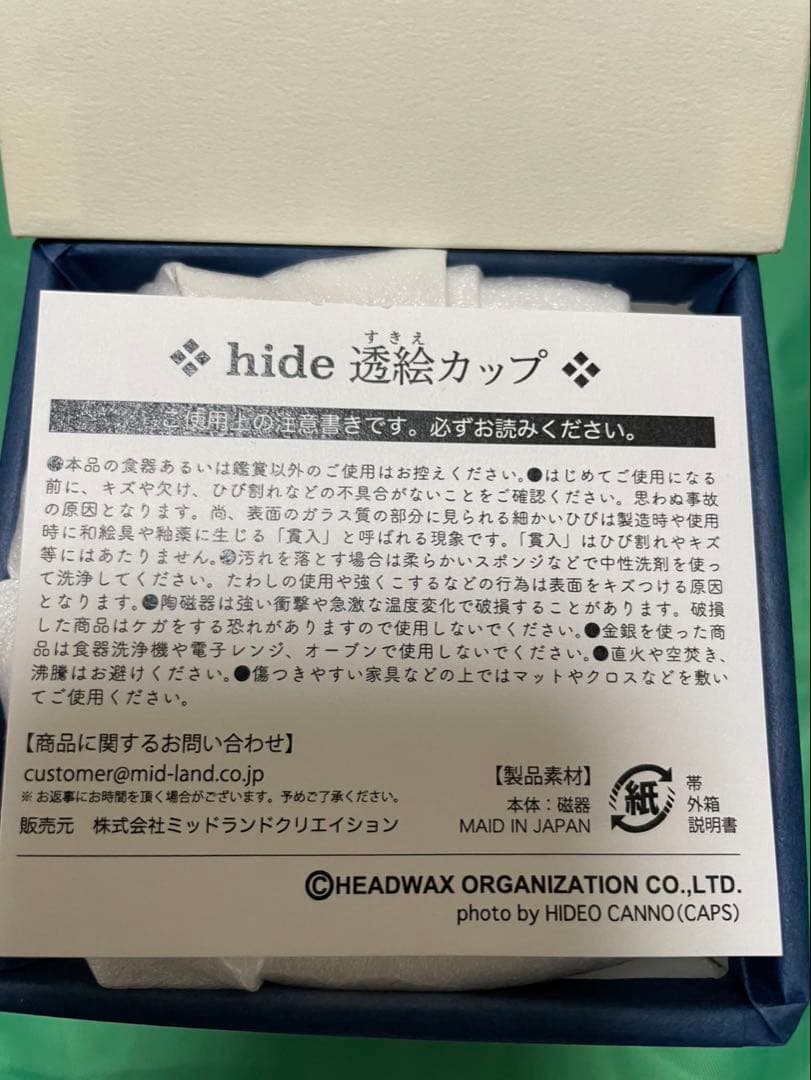 すきえ
❖ hide 透絵カップ ❖
ご使用上の注意書きです。必ずお読みください。
●本品の食器あるいは鑑賞以外のご使用はお控えください。●はじめてご使用になる
前に、キズや欠け、ひび割れなどの不具合がないことをご確認ください。思わぬ事故
の原因となります。尚、表面のガラス質の部分に見られる細かいひびは製造時や使用
時に和絵具や釉薬に生じる「貫入」と呼ばれる現象です。「貫入」はひび割れやキズ
等にはあたりません。●汚れを落とす場合は柔らかいスポンジなどで中性洗剤を使っ
て洗浄してください。たわしの使用や強くこするなどの行為は表面をキズつける原因
となります。●陶磁器は強い衝撃や急激な温度変化で破損することがあります。破損
した商品はケガをする恐れがありますので使用しないでください。●金銀を使った商
品は食器洗浄機や電子レンジ、オーブンで使用しないでください。●直火や空焚き、
沸騰はお避けください。●傷つきやすい家具などの上ではマットやクロスなどを敷い
てご使用ください。
【商品に関するお問い合わせ】
customer@mid-land.co.jp
※お返事にお時間を頂く場合がございます。予めご了承ください。
販売元 株式会社ミッドランドクリエイション
【製品素材】
本体:磁器
MAID IN JAPAN
紙
帯
外箱
説明書
©HEADWAX ORGANIZATION CO.,LTD.
photo by HIDEO CANNO(CAPS)